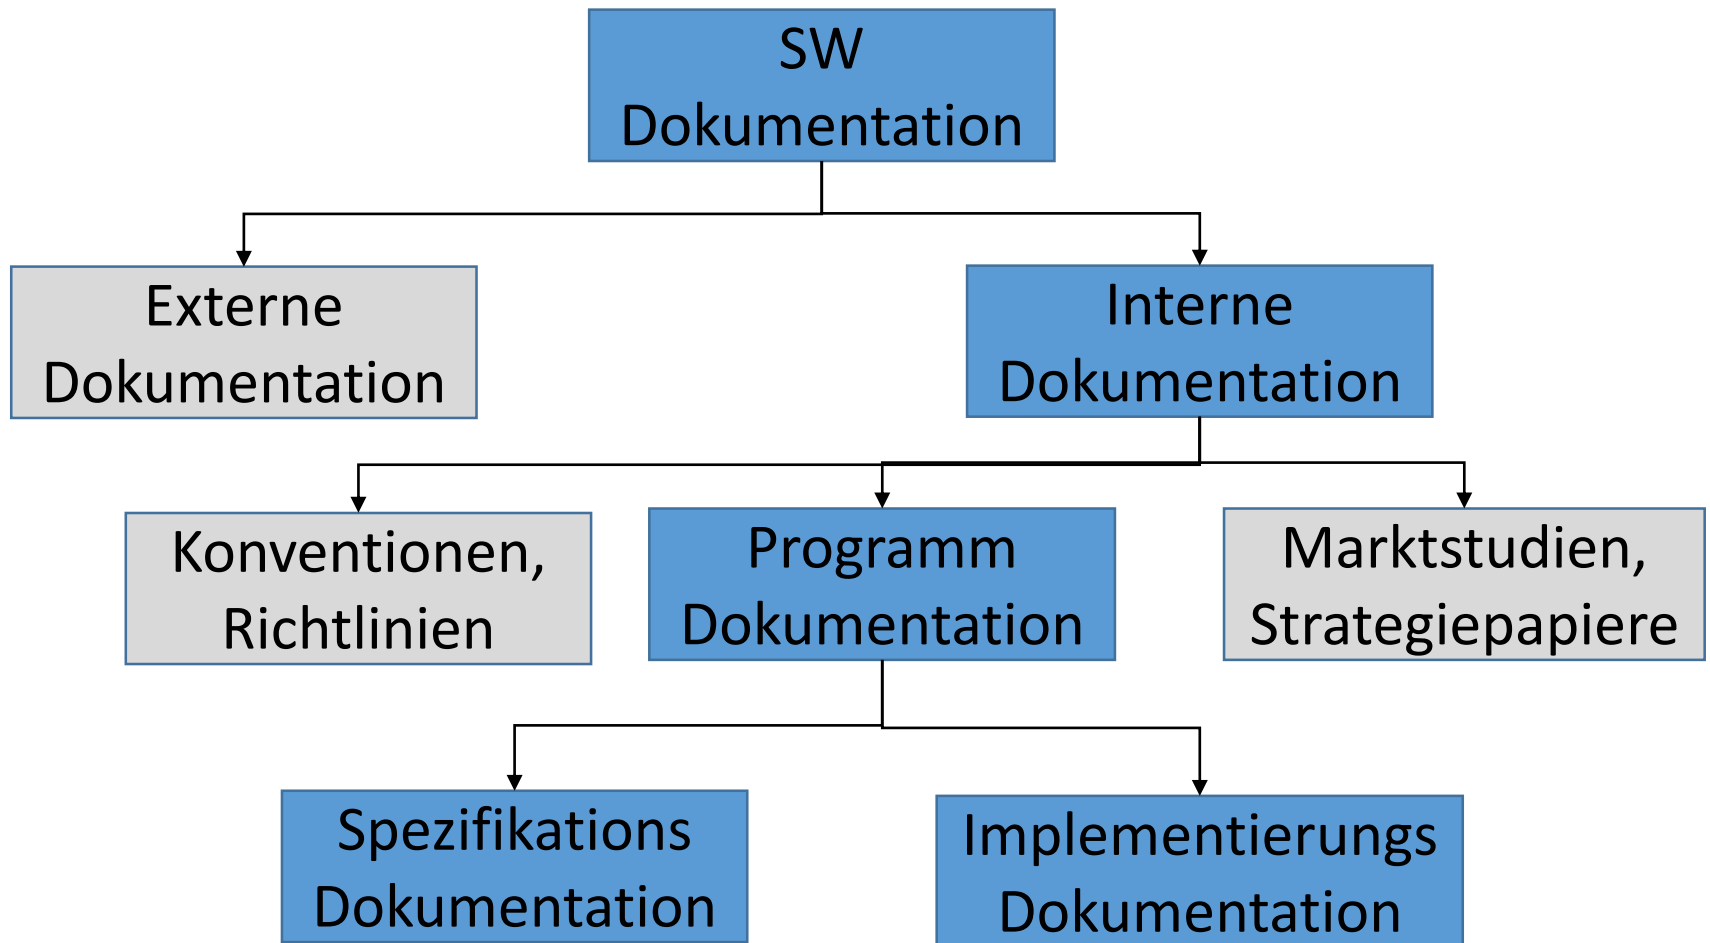 SW
Dokumentation
Externe
Dokumentation
Interne
Dokumentation
Konventionen,
Richtlinien
Programm
Dokumentation
Marktstudien,
Strategiepapiere
Spezifikations
Dokumentation
Implementierungs
Dokumentation